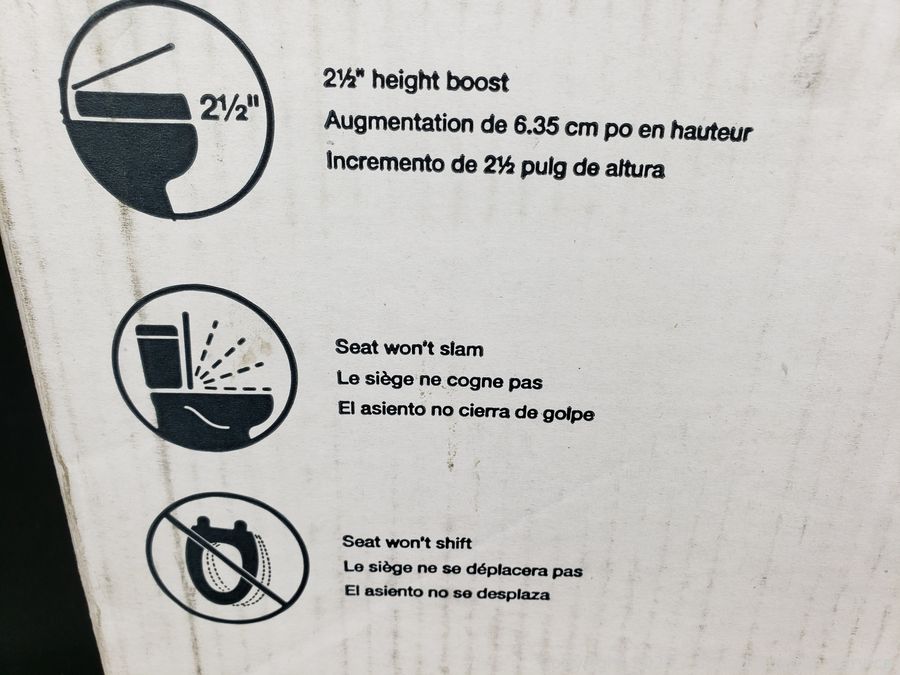 2½"
2½" height boost
Augmentation de 6.35 cm po en hauteur
Incremento de 2½ pulg de altura
Seat won't slam
Le siège ne cogne pas
El asiento no cierra de golpe
Seat won't shift
Le siège ne se déplacera pas
El asiento no se desplaza